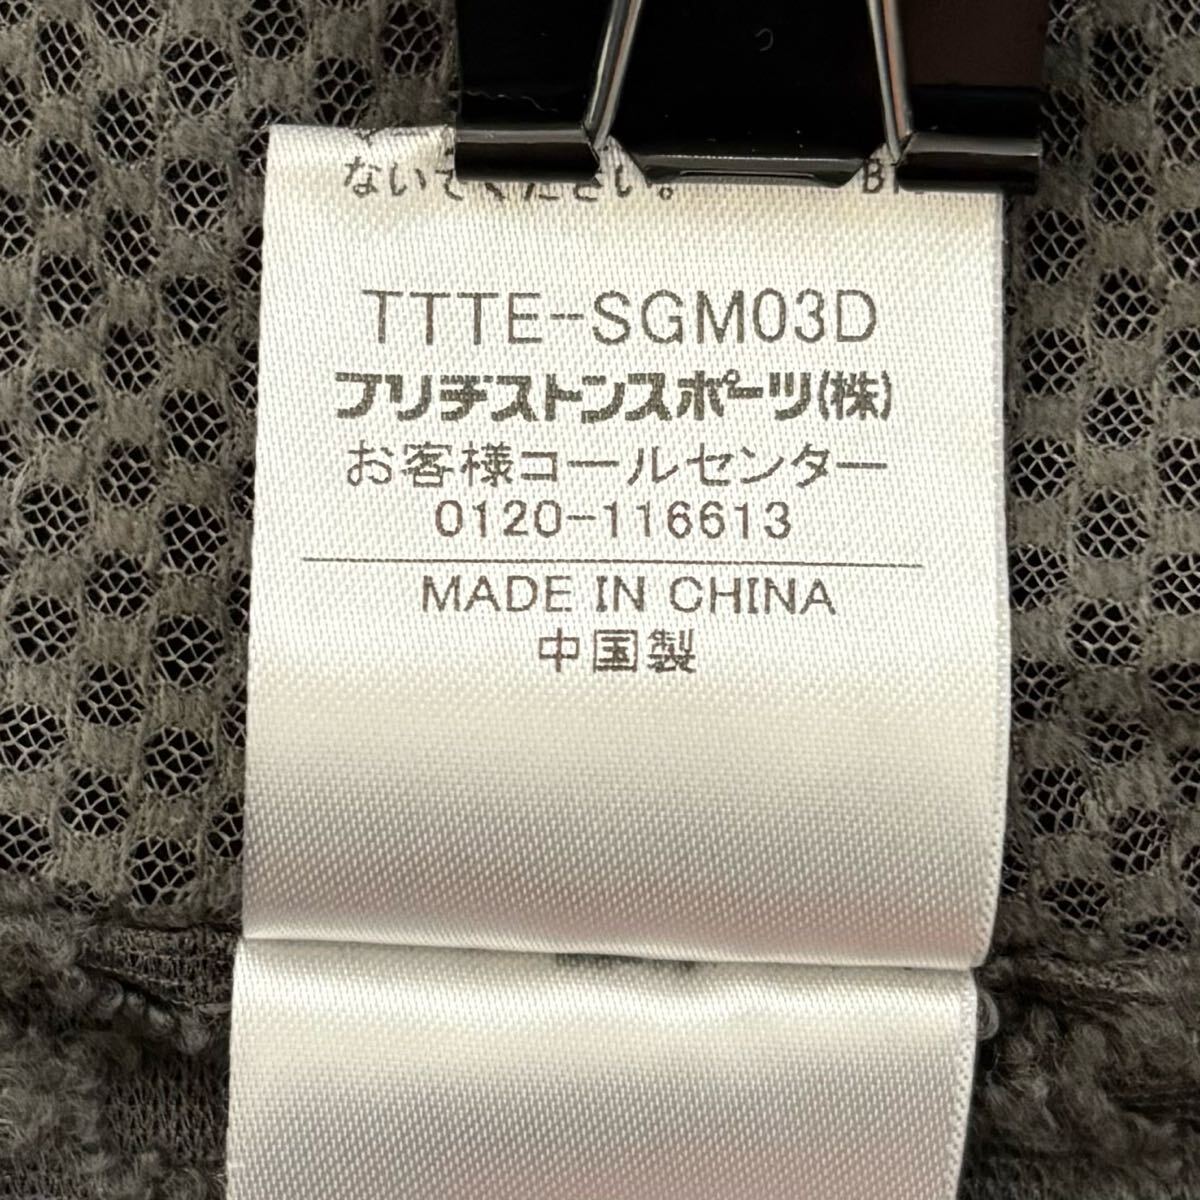 ないでください。
TTTE-SGM03D
ブリヂストンスポーツ(株)
お客様コールセンター
0120-116613
MADE IN CHINA
中国製